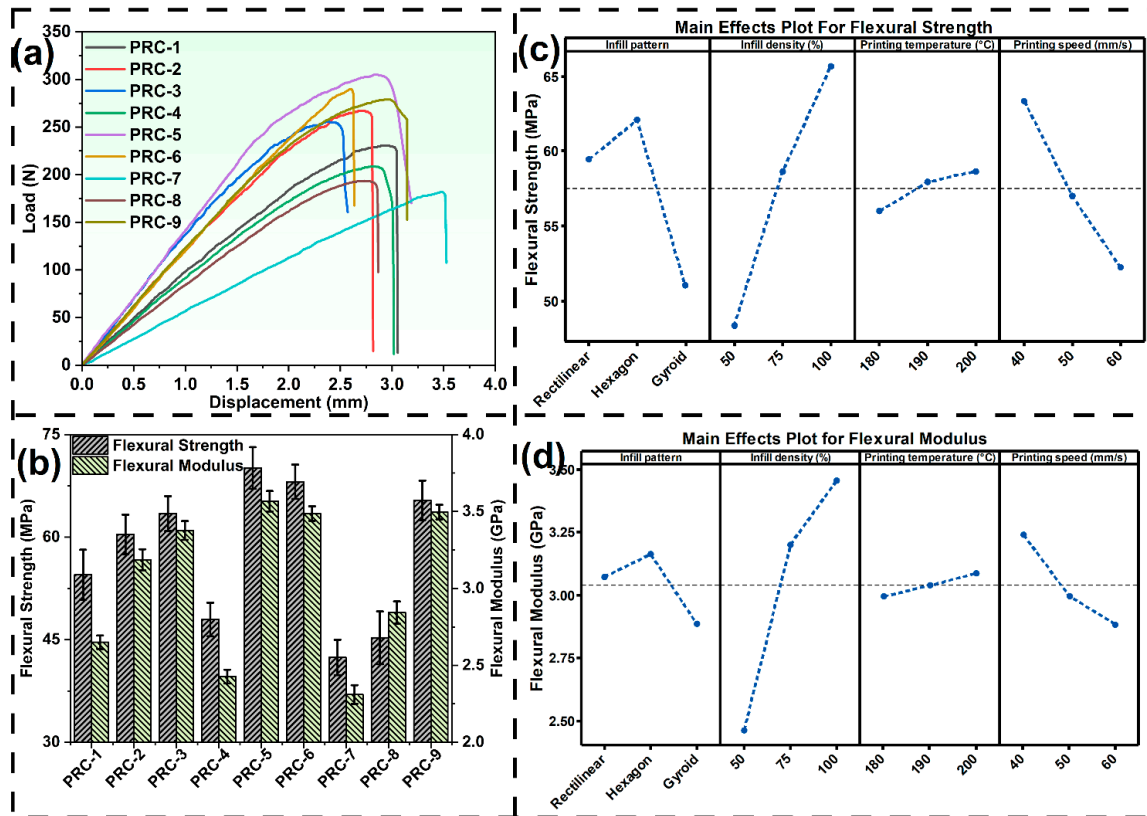 (a)
350
300
250
200
150
100
50
0
Load (N)
PRC-1
PRC-2
PRC-3
PRC-4
PRC-5
PRC-6
PRC-7
PRC-8
PRC-9
0.0 0.5 1.0 1.5 2.0 2.5 3.0 3.5 4.0
Displacement (mm)
(b)
Flexural Strength
Flexural Modulus
75
60
45
30
Flexural Strength (MPa)
4.0
3.5
3.0
2.5
2.0
Flexural Modulus (GPa)
PRC-1 PRC-2 PRC-3 PRC-4 PRC-5 PRC-6 PRC-7 PRC-8 PRC-9
(c)
Main Effects Plot For Flexural Strength
Infill pattern Infill density (%) Printing temperature (°C) Printing speed (mm/s)
65
60
55
50
Flexural Strength (MPa)
Rectilinear Hexagon Gyroid 50 75 100 180 190 200 40 50 60
(d)
Main Effects Plot for Flexural Modulus
Infill pattern Infill density (%) Printing temperature (°C) Printing speed (mm/s)
3.50
3.25
3.00
2.75
2.50
Flexural Modulus (GPa)
Rectilinear Hexagon Gyroid 50 75 100 180 190 200 40 50 60